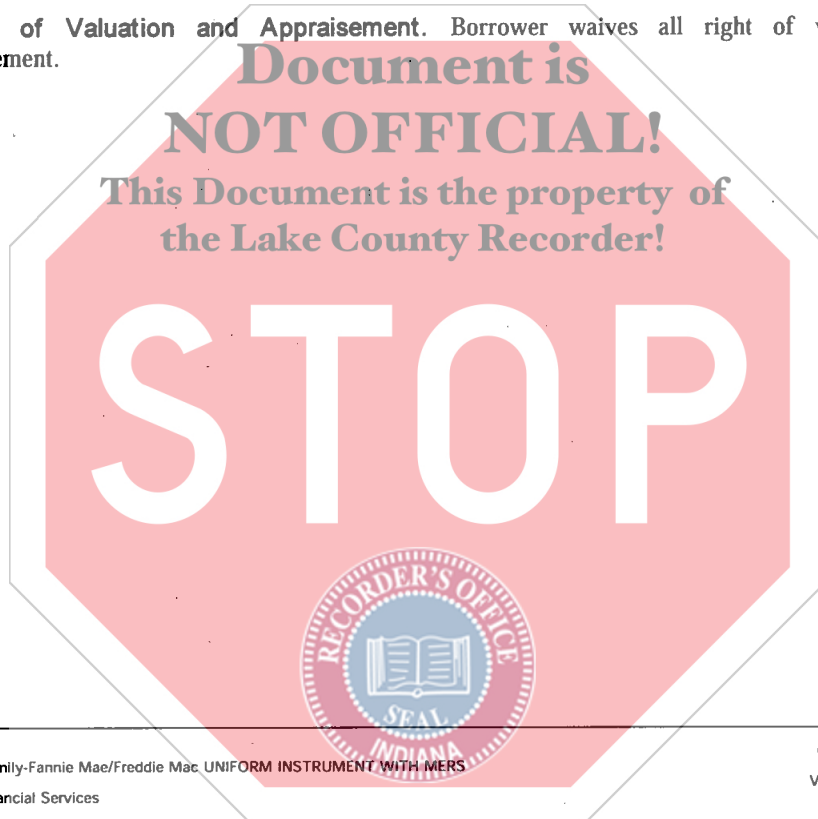 of Valuation and Appraisement. Borrower waives all right of
ement.
Document is
NOT OFFICIAL!
This Document is the property of
the Lake County Recorder!
STOP
RECORDER'S OFFICE
SEAL
INDIANA
mily-Fannie Mae/Freddie Mac UNIFORM INSTRUMENT WITH MERS
ancial Services